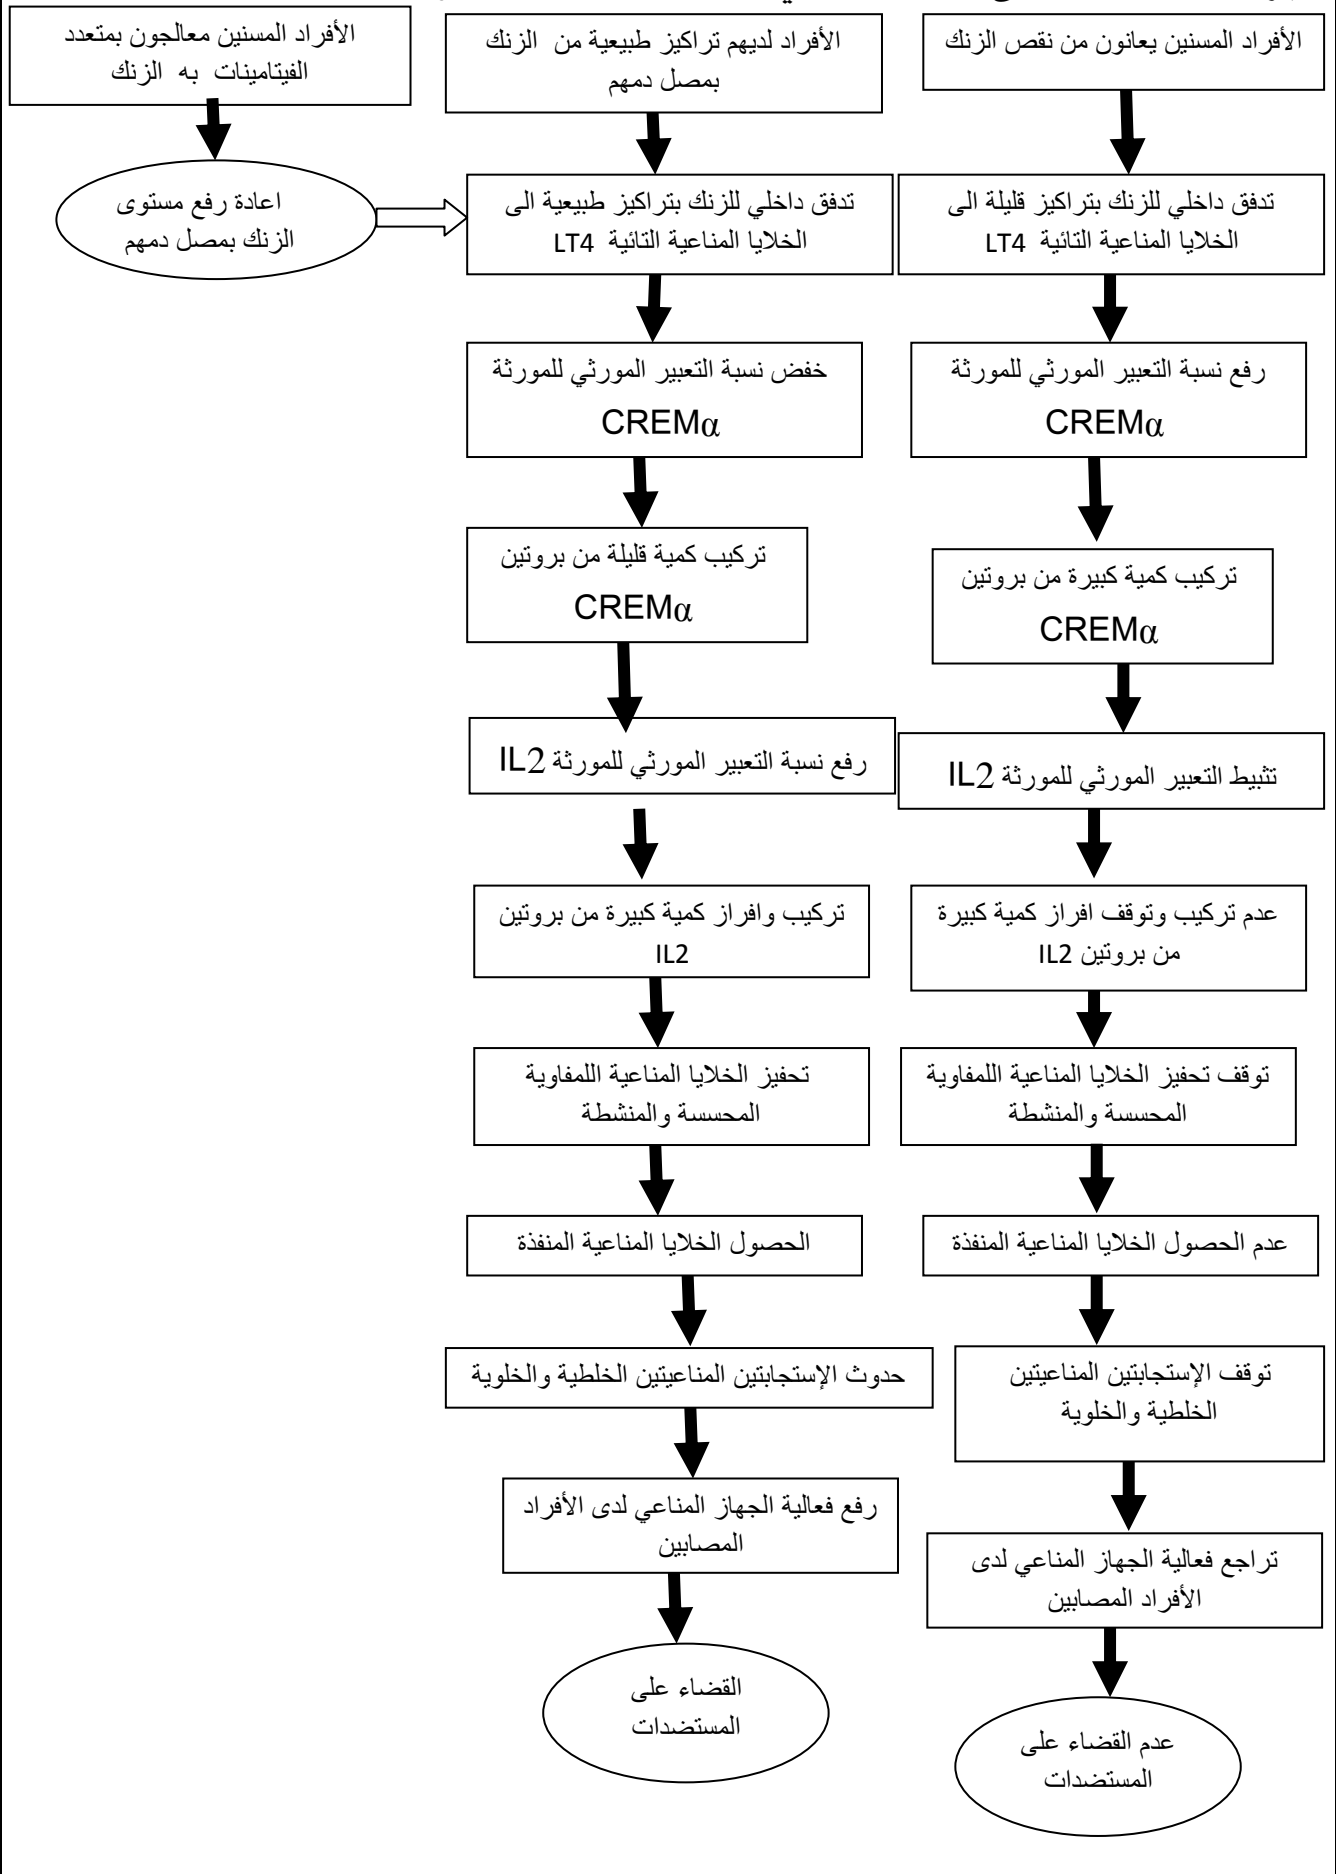 الأفراد المسنين يعانون من نقص الزنك
تدفق داخلي للزنك بتراكيز قليلة الى
الخلايا المناعية التائية LT4
رفع نسبة التعبير المورثي للمورثة
CREMα
تركيب كمية كبيرة من بروتين
CREMα
تثبيط التعبير المورثي للمورثة IL2
عدم تركيب وتوقف افراز كمية كبيرة
من بروتين IL2
توقف تحفيز الخلايا المناعية اللمفاوية
المحسسة والمنشطة
عدم الحصول الخلايا المناعية المنفذة
توقف الإستجابتين المناعيتين
الخلطية والخلوية
تراجع فعالية الجهاز المناعي لدى
الأفراد المصابين
عدم القضاء على
المستضدات
الأفراد لديهم تراكيز طبيعية من الزنك
بمصل دمهم
تدفق داخلي للزنك بتراكيز طبيعية الى
الخلايا المناعية التائية LT4
خفض نسبة التعبير المورثي للمورثة
CREMα
تركيب كمية قليلة من بروتين
CREMα
رفع نسبة التعبير المورثي للمورثة IL2
تركيب وافراز كمية كبيرة من بروتين
IL2
تحفيز الخلايا المناعية اللمفاوية
المحسسة والمنشطة
الحصول الخلايا المناعية المنفذة
حدوث الإستجابتين المناعيتين الخلطية والخلوية
رفع فعالية الجهاز المناعي لدى الأفراد
المصابين
القضاء على
المستضدات
الأفراد المسنين معالجون بمتعدد
الفيتامينات به الزنك
اعادة رفع مستوى
الزنك بمصل دمهم